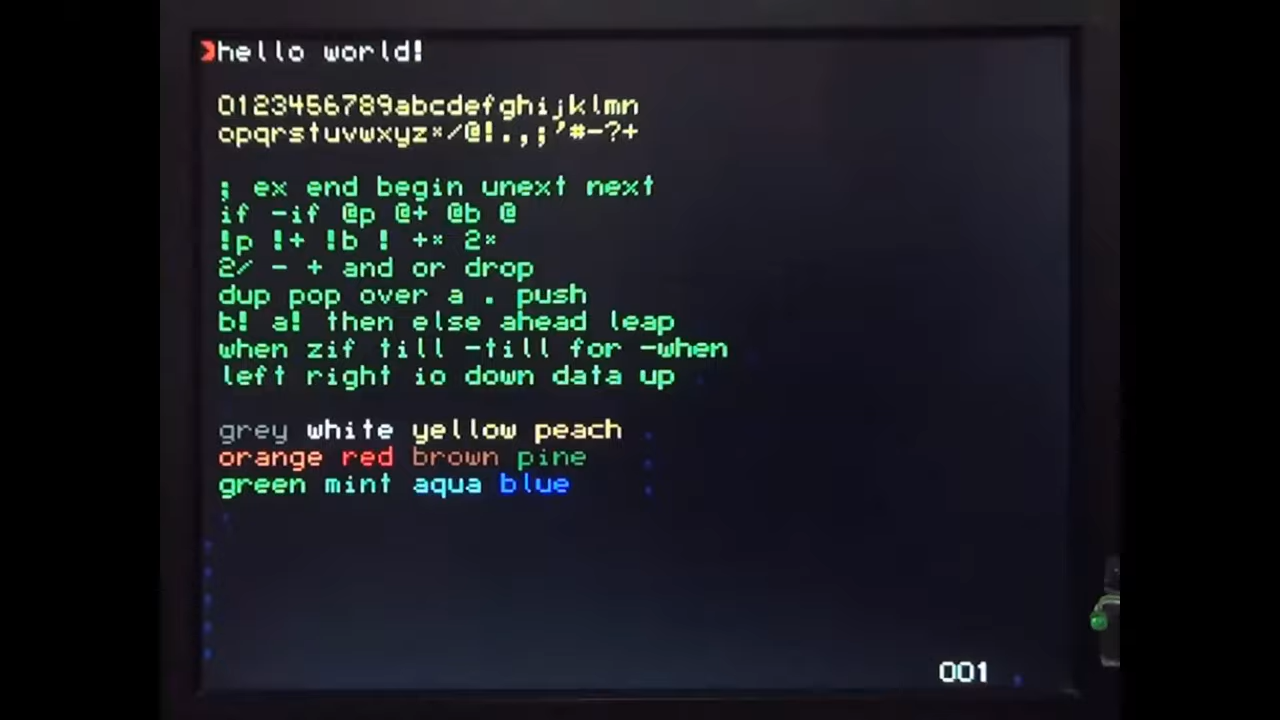 hello world!
0123456789abcdefghijklmn
opqrstuvwxyz*/@!.,;'#-?+
; ex end begin unext next
if -if @p @+ @b @
!p !+ !b ! +* 2*
2/ - + and or drop
dup pop over a . push
b! a! then else ahead leap
when zif till -till for -when
left right io down data up
grey white yellow peach
orange red brown pine
green mint aqua blue
001